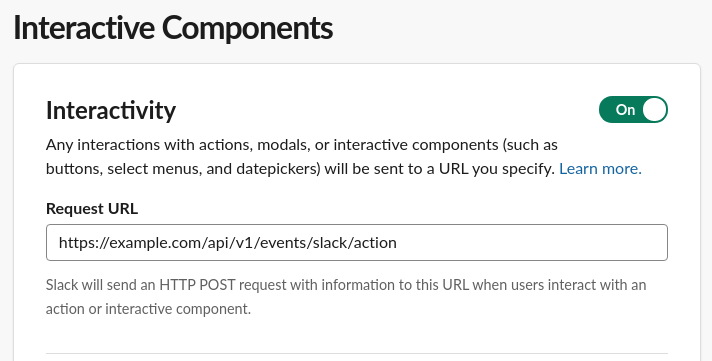 Interactive Components
Interactivity
On
Any interactions with actions, modals, or interactive components (such as
buttons, select menus, and datepickers) will be sent to a URL you specify. Learn more.
Request URL
https://example.com/api/v1/events/slack/action
Slack will send an HTTP POST request with information to this URL when users interact with an
action or interactive component.